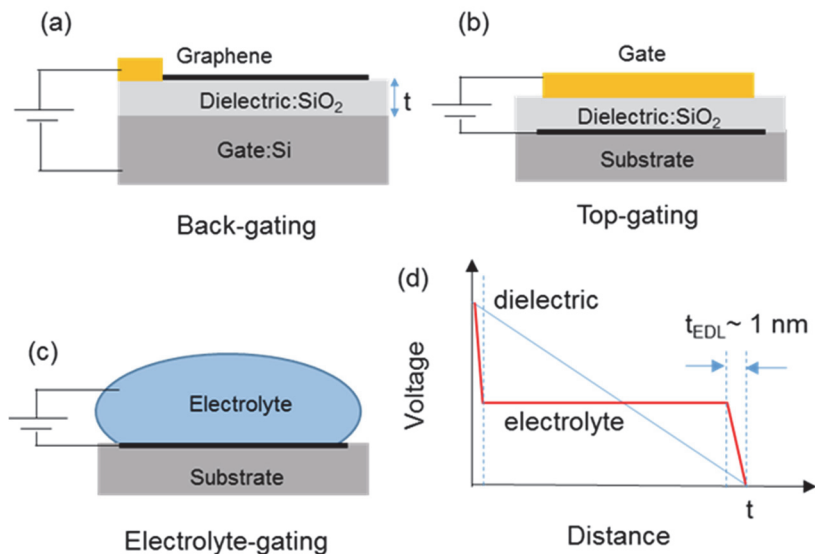 (a)
Graphene
Dielectric:SiO₂
t
Gate:Si
Back-gating
(b)
Gate
Dielectric:SiO₂
Substrate
Top-gating
(c)
Electrolyte
Substrate
Electrolyte-gating
(d)
dielectric
t_EDL ~ 1 nm
electrolyte
Voltage
t
Distance